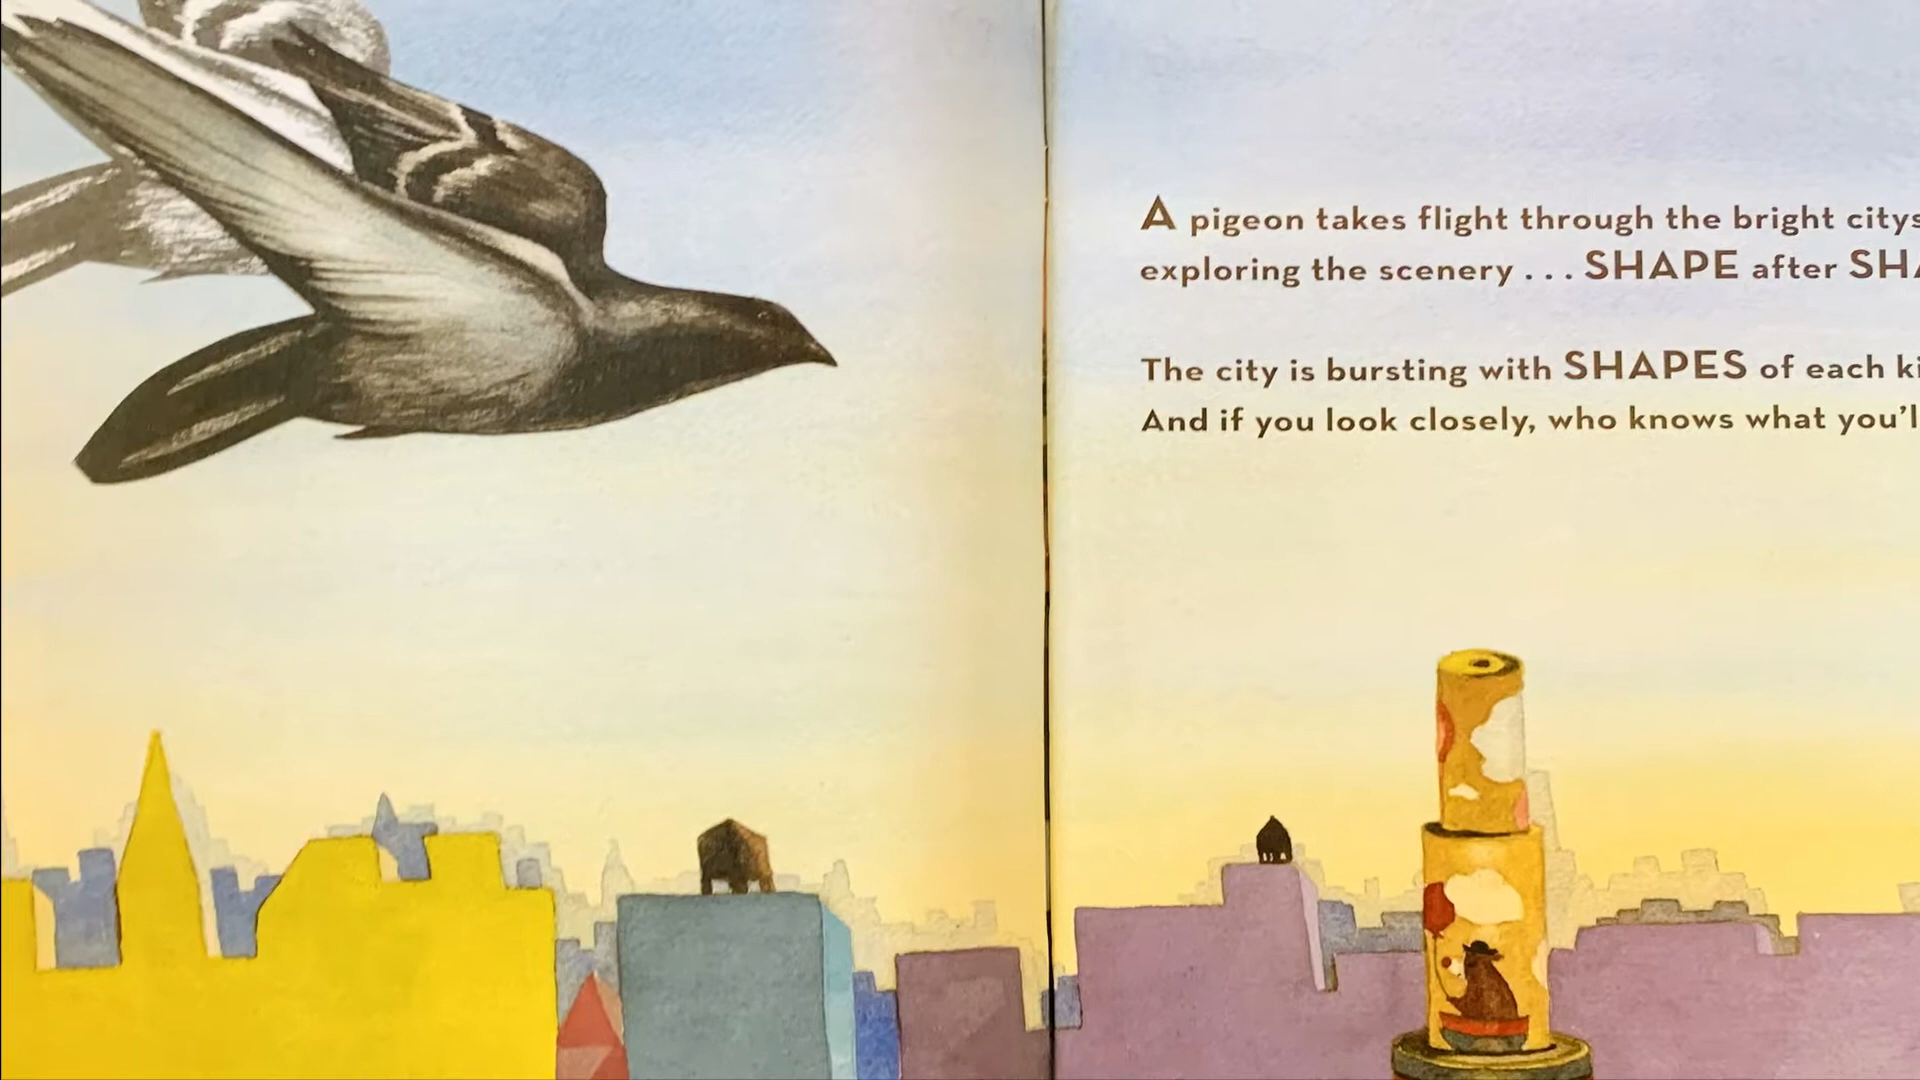 A pigeon takes flight through the bright citys
exploring the scenery . . . SHAPE after SHA
The city is bursting with SHAPES of each ki
And if you look closely, who knows what you'l